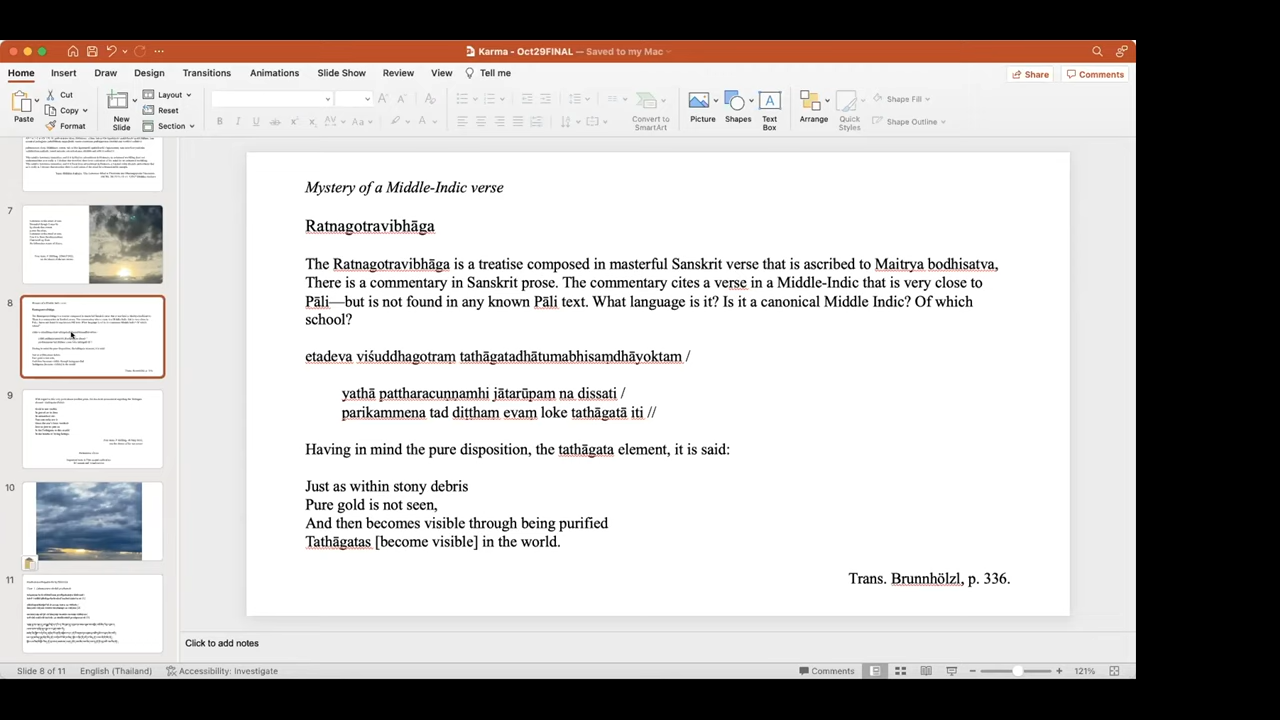 Karma - Oct29FINAL — Saved to my Mac
Home Insert Draw Design Transitions Animations Slide Show Review View Tell me Share Comments
Paste Cut Copy Format New Slide Layout Reset Section Convert to SmartArt Picture Shapes Text Box Arrange Quick Styles Shape Fill Shape Outline
7
8
9
10
11
Mystery of a Middle-Indic verse
Ratnagotravibhāga
The Ratnagotravibhāga is a treatise composed in masterful Sanskrit verse that is ascribed to Maitrya bodhisatva,
There is a commentary in Sanskrit prose. The commentary cites a verse in a Middle-Indic that is very close to
Pāli—but is not found in any known Pāli text. What language is it? Is it a canonical Middle Indic? Of which
school?
viśuddhagotraṃ tathāgatadhātumabhisaṃdhāyoktam /
yathā pattharacuṇṇamhi jātarūpaṃ na dissati /
parikammena tad diṭṭhaṃ evaṃ loke tathāgatā iti //
Having in mind the pure disposition, the tathāgata element, it is said:
Just as within stony debris
Pure gold is not seen,
And then becomes visible through being purified
Tathāgatas [become visible] in the world.
Trans. Brunnhölzl, p. 336.
Click to add notes
Slide 8 of 11 English (Thailand) Accessibility: Investigate Comments 121%